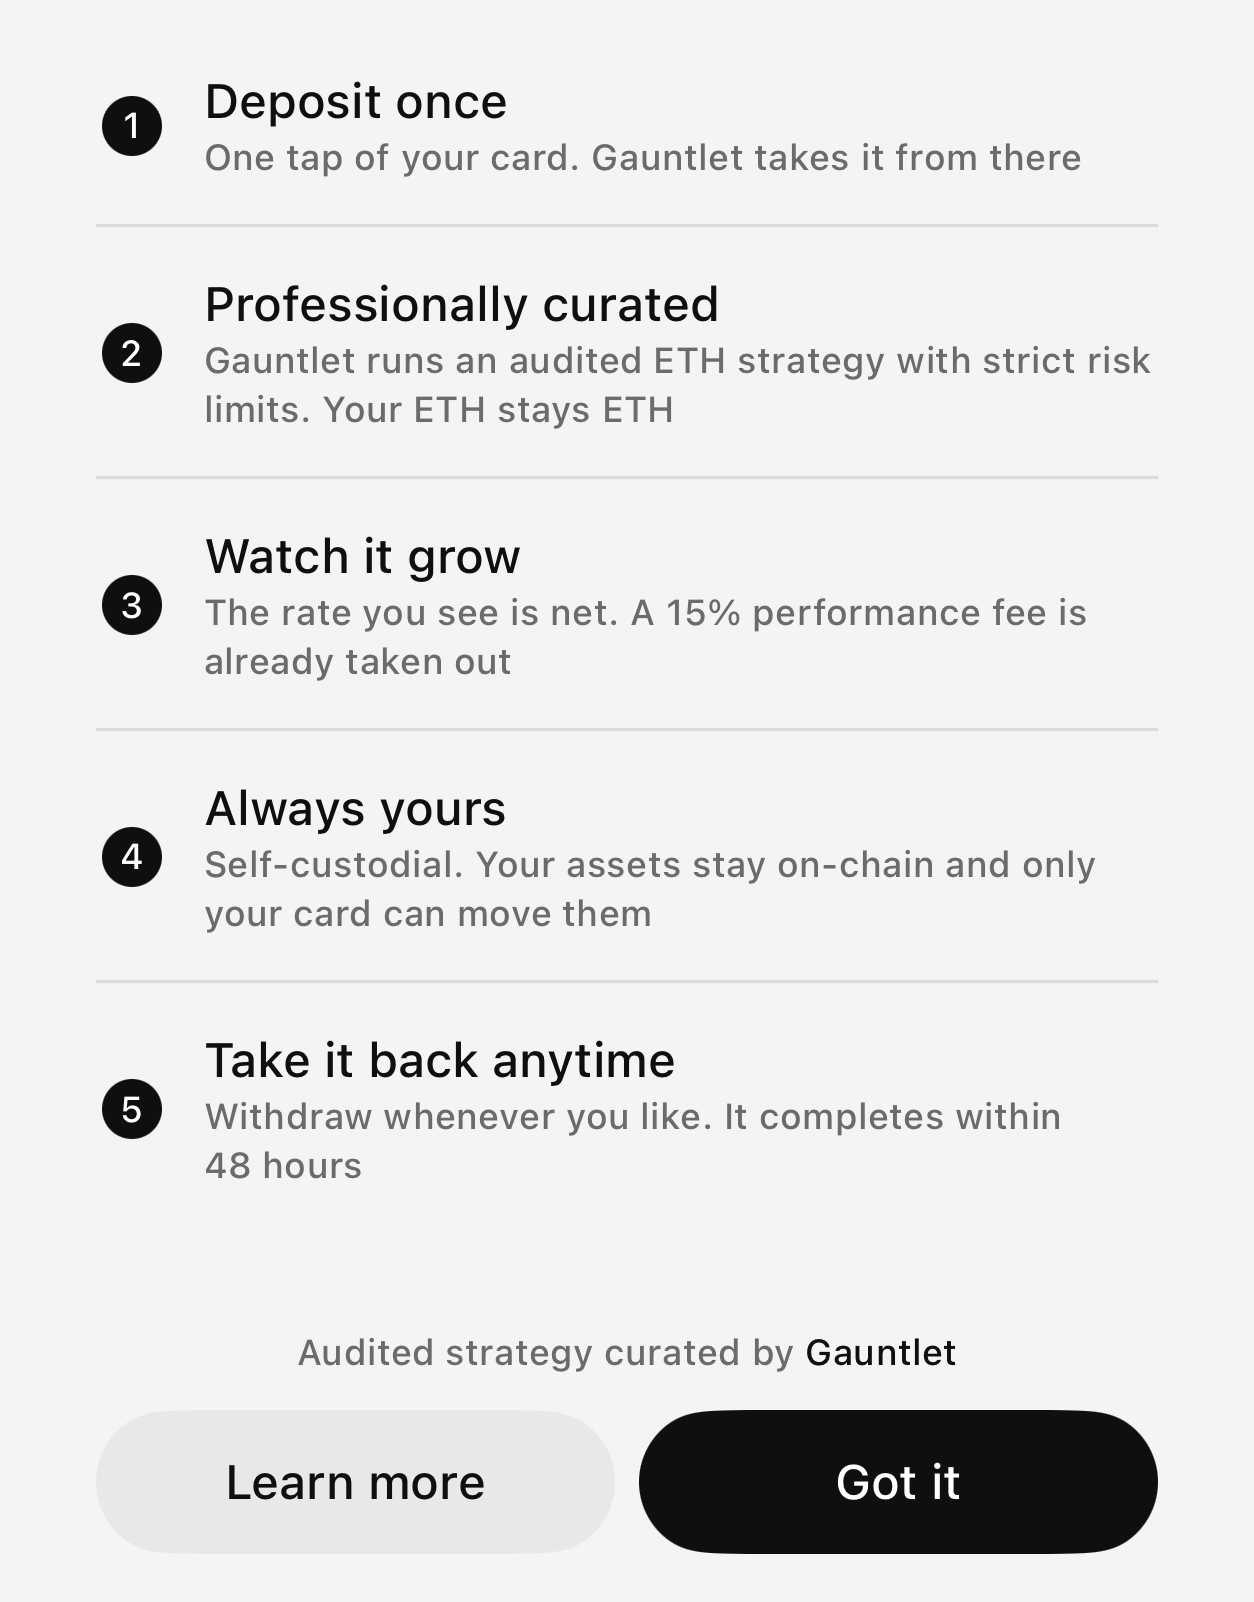 1
Deposit once
One tap of your card. Gauntlet takes it from there
2
Professionally curated
Gauntlet runs an audited ETH strategy with strict risk
limits. Your ETH stays ETH
3
Watch it grow
The rate you see is net. A 15% performance fee is
already taken out
4
Always yours
Self-custodial. Your assets stay on-chain and only
your card can move them
5
Take it back anytime
Withdraw whenever you like. It completes within
48 hours
Audited strategy curated by Gauntlet
Learn more
Got it